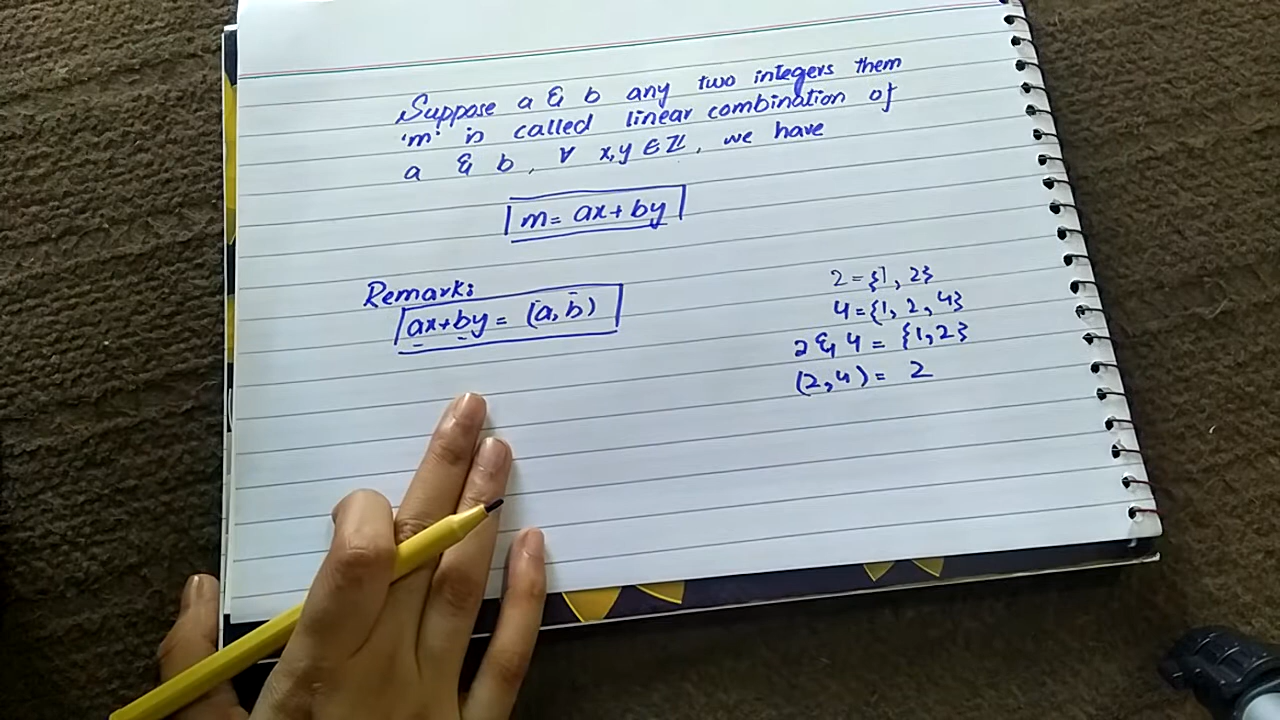 Suppose a & b any two integers them
'm' is called linear combination of
a & b, ∀ x,y ∈ ℤ, we have
m = ax + by
Remark:
ax+by = (a, b)
2 = {1, 2}
4 = {1, 2, 4}
2 & 4 = {1, 2}
(2, 4) = 2